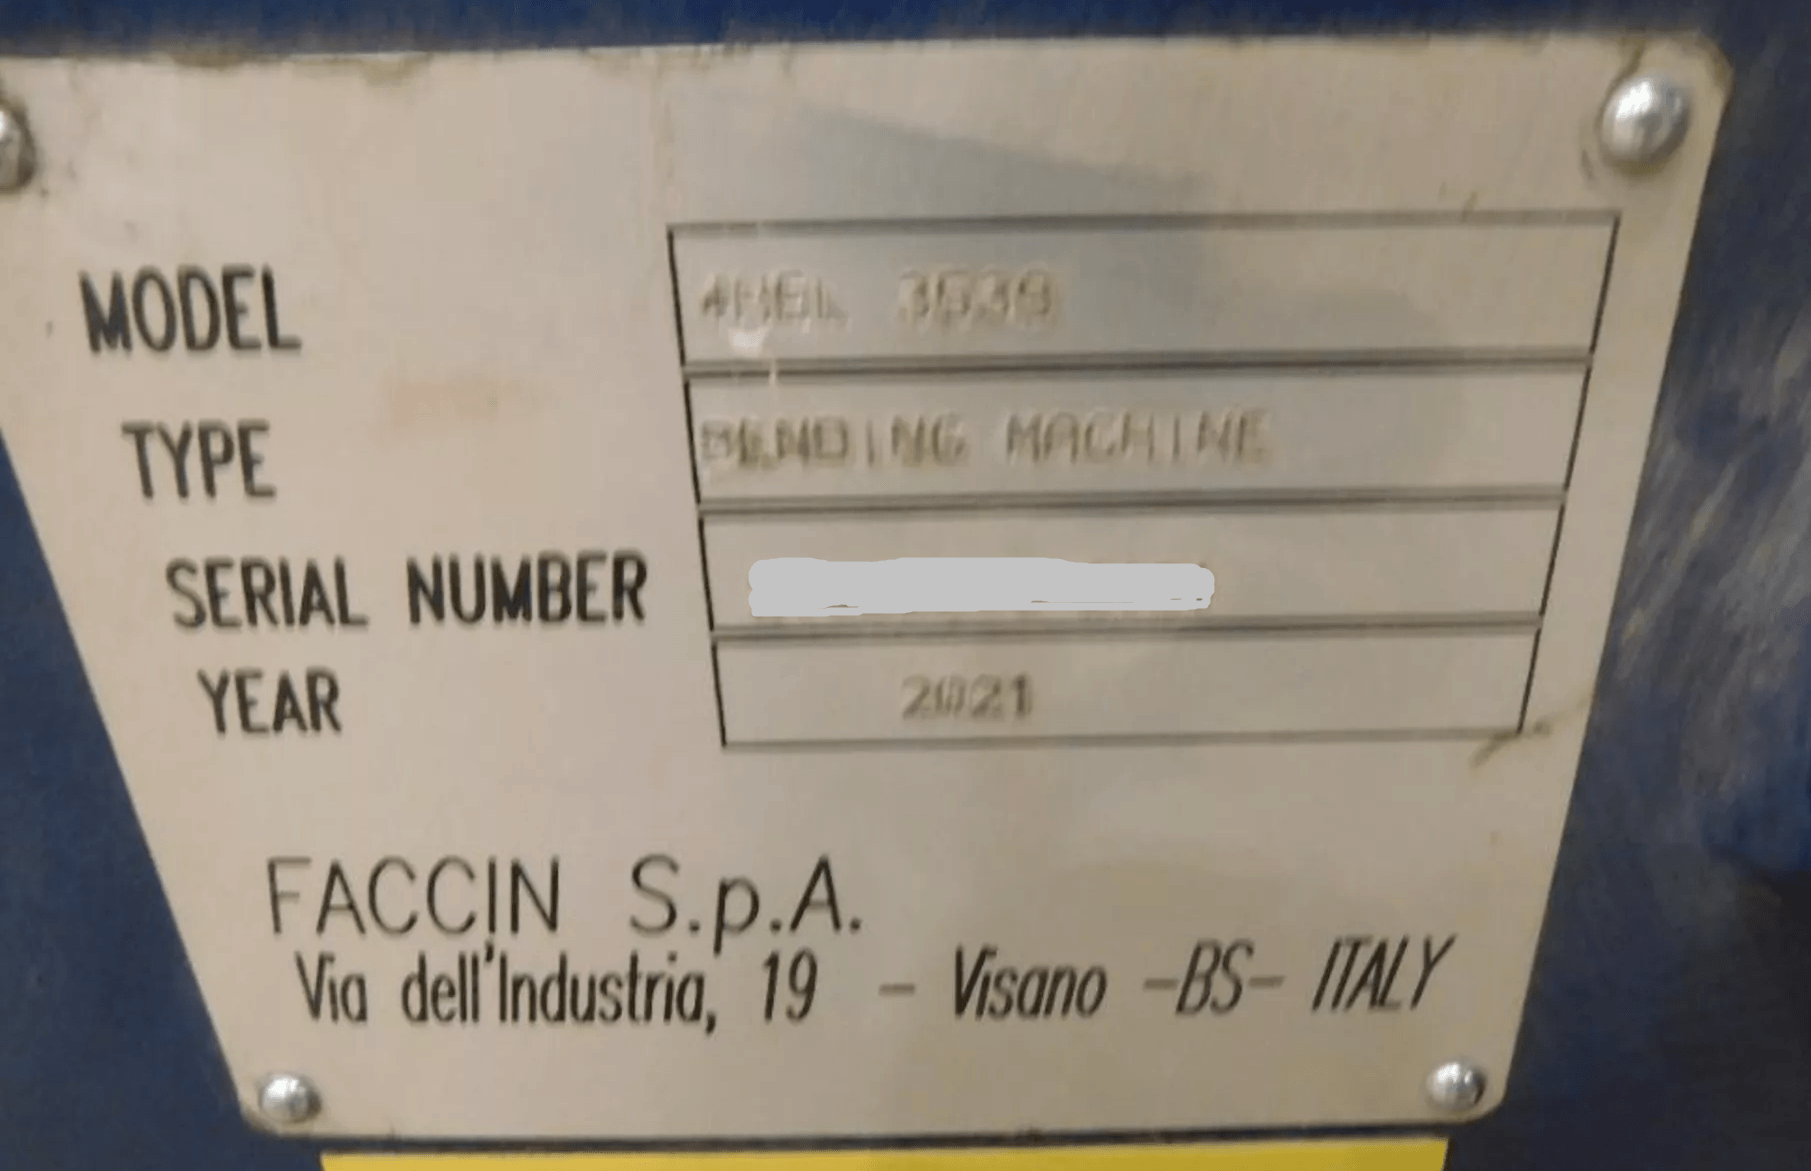 MODEL 4HEL 3539
TYPE BENDING MACHINE
SERIAL NUMBER
YEAR 2021
FACCIN S.p.A.
Via dell'Industria, 19 - Visano -BS- ITALY